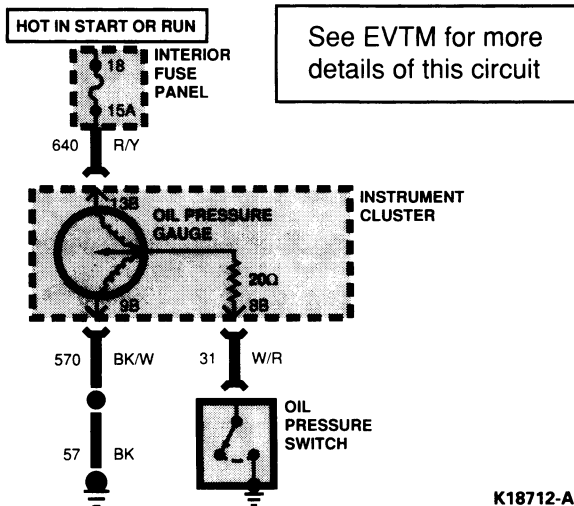 HOT IN START OR RUN
See EVTM for more
details of this circuit
18
15A
INTERIOR
FUSE
PANEL
640 R/Y
13B
OIL PRESSURE
GAUGE
INSTRUMENT
CLUSTER
20Ω
9B
8B
570 BK/W
31 W/R
57 BK
OIL
PRESSURE
SWITCH
K18712-A